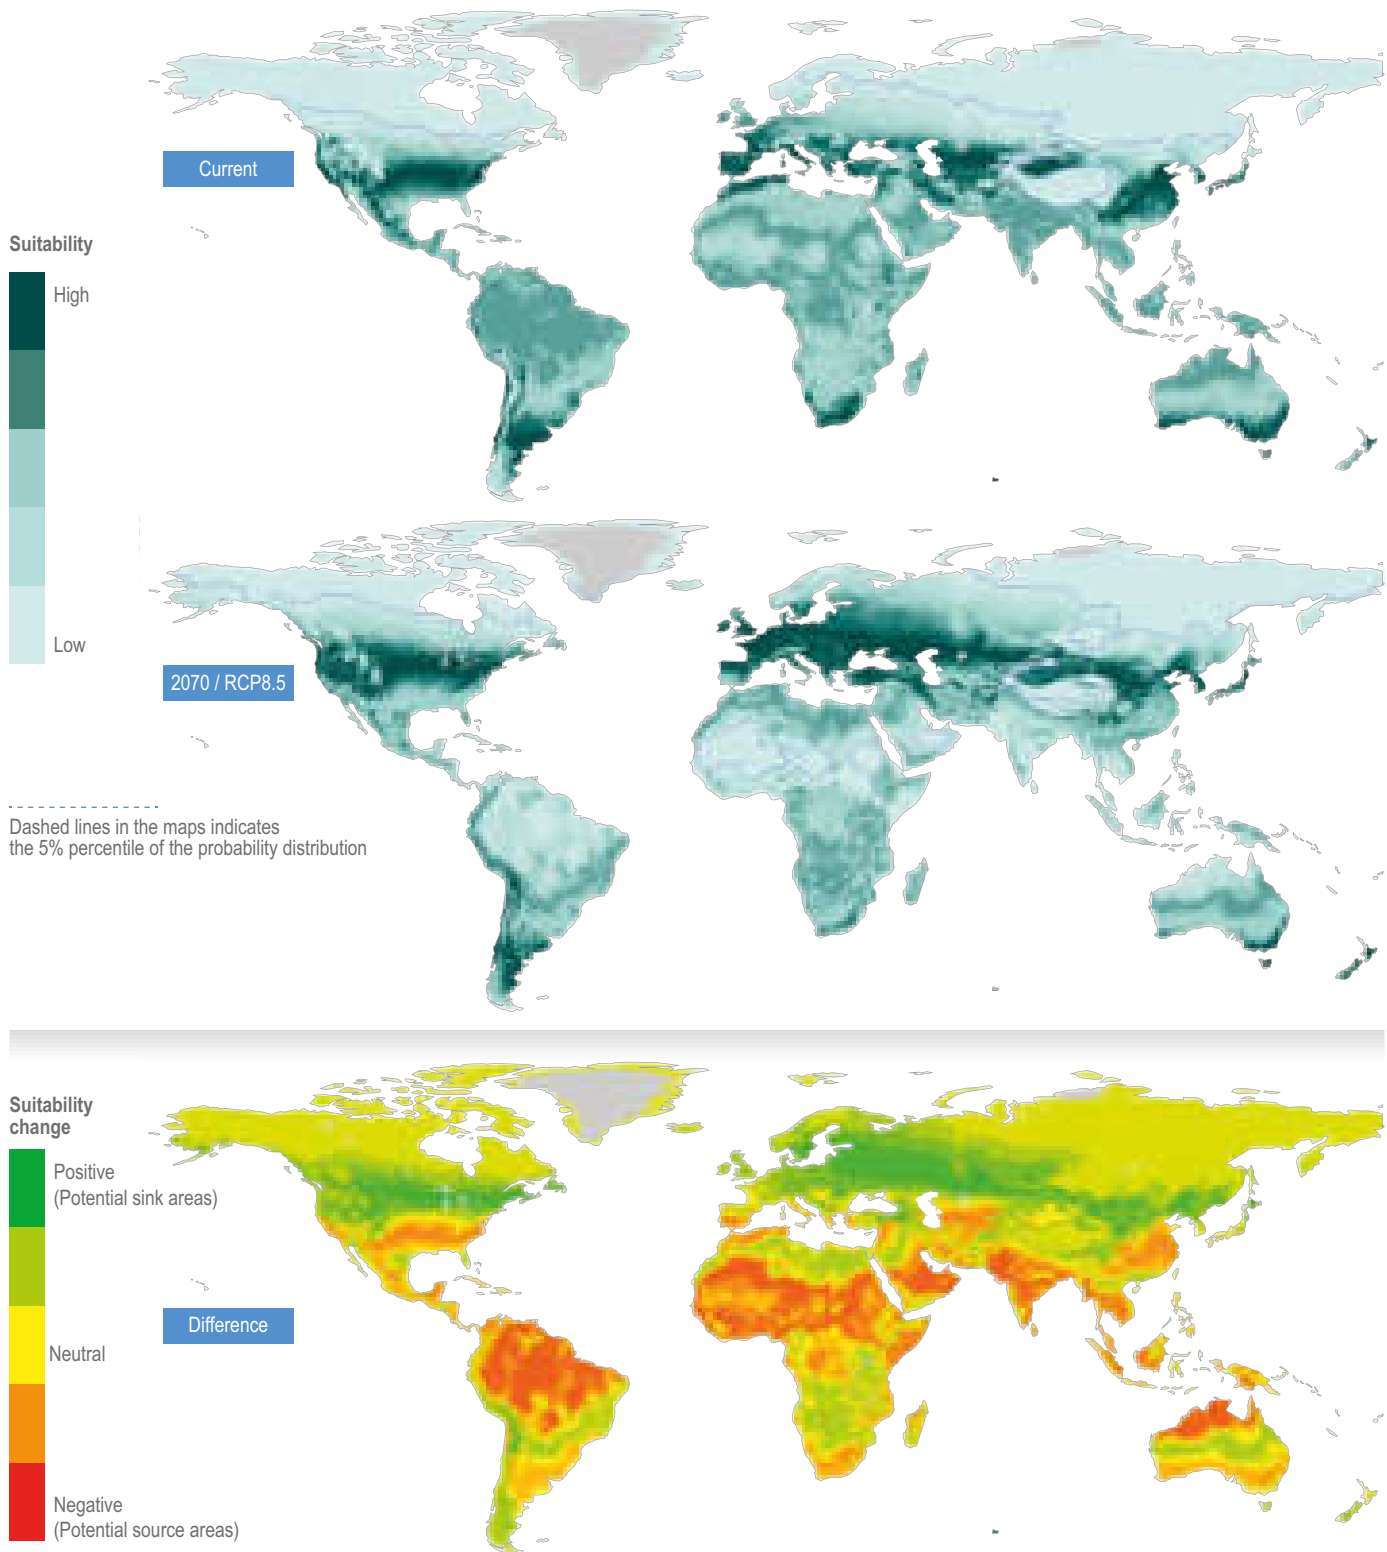 Current
Suitability
High
Low
2070 / RCP8.5
Dashed lines in the maps indicates
the 5% percentile of the probability distribution
Suitability
change
Positive
(Potential sink areas)
Difference
Neutral
Negative
(Potential source areas)